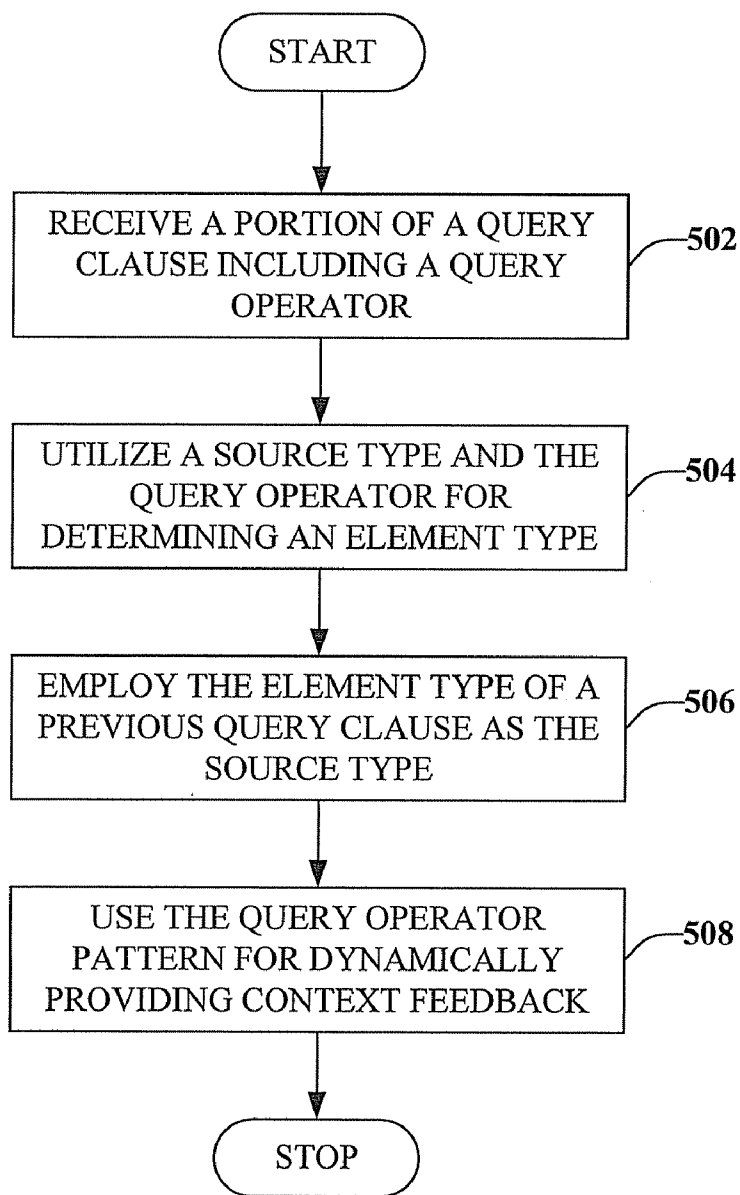 START
RECEIVE A PORTION OF A QUERY
CLAUSE INCLUDING A QUERY
OPERATOR
502
UTILIZE A SOURCE TYPE AND THE
QUERY OPERATOR FOR
DETERMINING AN ELEMENT TYPE
504
EMPLOY THE ELEMENT TYPE OF A
PREVIOUS QUERY CLAUSE AS THE
SOURCE TYPE
506
USE THE QUERY OPERATOR
PATTERN FOR DYNAMICALLY
PROVIDING CONTEXT FEEDBACK
508
STOP